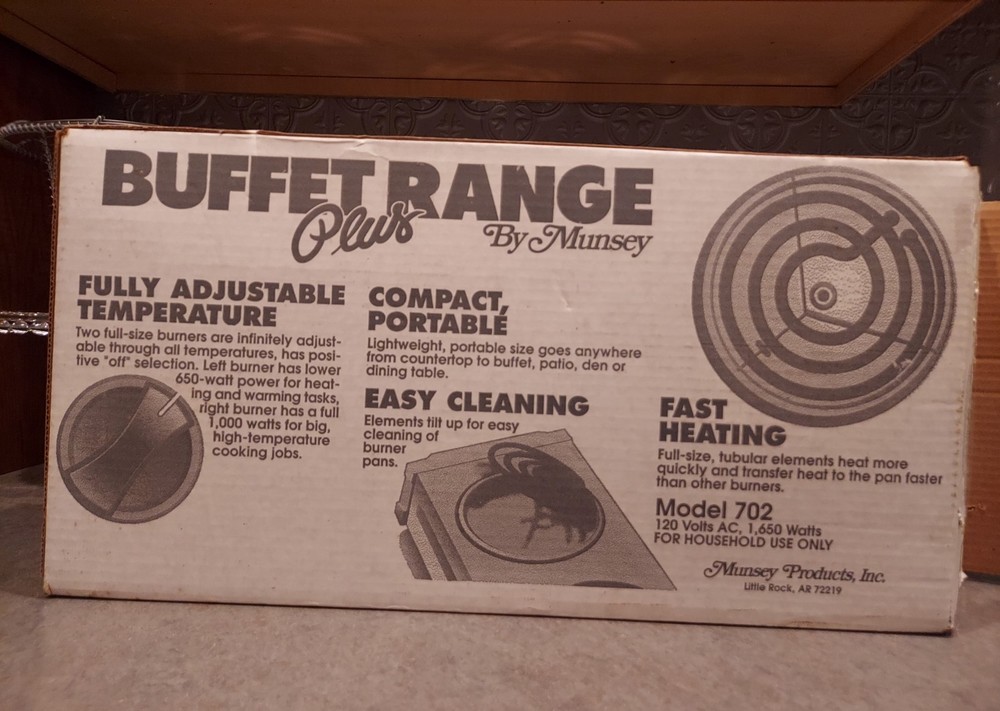 BUFFET RANGE
Plus
By Munsey
FULLY ADJUSTABLE
TEMPERATURE
Two full-size burners are infinitely adjust-
able through all temperatures, has posi-
tive "off" selection. Left burner has lower
650-watt power for heat-
ing and warming tasks,
right burner has a full
1,000 watts for big,
high-temperature
cooking jobs.
COMPACT,
PORTABLE
Lightweight, portable size goes anywhere
from countertop to buffet, patio, den or
dining table.
EASY CLEANING
Elements tilt up for easy
cleaning of
burner
pans.
FAST
HEATING
Full-size, tubular elements heat more
quickly and transfer heat to the pan faster
than other burners.
Model 702
120 Volts AC, 1,650 Watts
FOR HOUSEHOLD USE ONLY
Munsey Products, Inc.
Little Rock, AR 72219